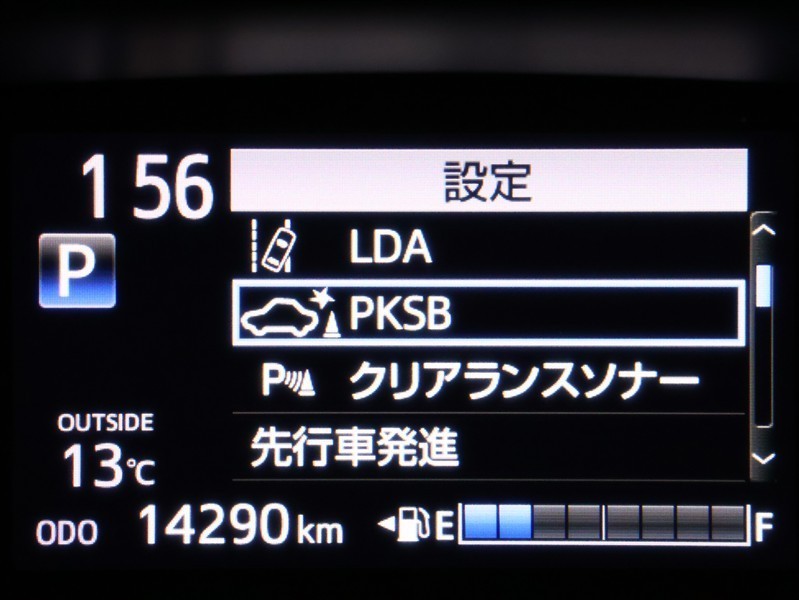 1 56
設定
P
LDA
PKSB
P クリアランスソナー
OUTSIDE
13℃
先行車発進
ODO 14290 km
E F